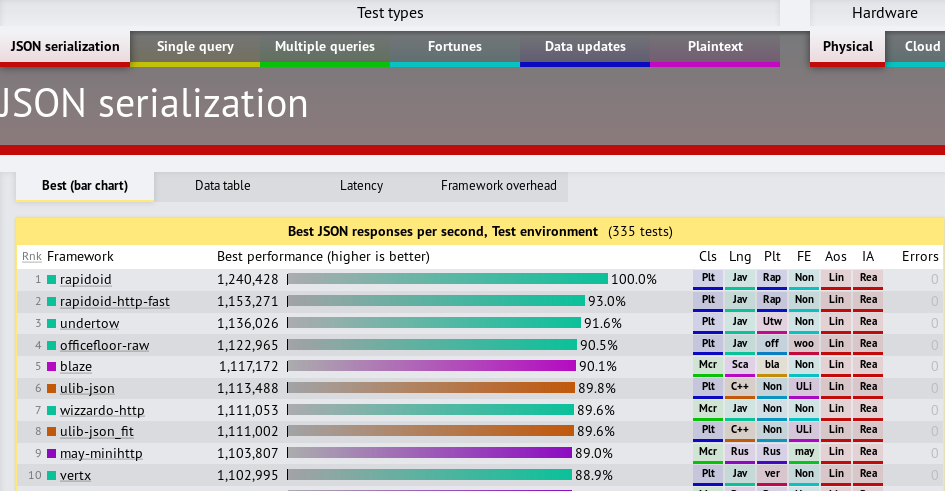 Test types Hardware
JSON serialization Single query Multiple queries Fortunes Data updates Plaintext Physical Cloud
JSON serialization
Best (bar chart) Data table Latency Framework overhead
Best JSON responses per second, Test environment (335 tests)
Rnk Framework Best performance (higher is better) Cls Lng Plt FE Aos IA Errors
1 rapidoid 1,240,428 100.0% Plt Jav Rap Non Lin Rea 0
2 rapidoid-http-fast 1,153,271 93.0% Plt Jav Rap Non Lin Rea 0
3 undertow 1,136,026 91.6% Plt Jav Utw Non Lin Rea 0
4 officefloor-raw 1,122,965 90.5% Plt Jav off woo Lin Rea 0
5 blaze 1,117,172 90.1% Mcr Sca bla Non Lin Rea 0
6 ulib-json 1,113,488 89.8% Plt C++ Non ULi Lin Rea 0
7 wizzardo-http 1,111,053 89.6% Mcr Jav Non Non Lin Rea 0
8 ulib-json_fit 1,111,002 89.6% Plt C++ Non ULi Lin Rea 0
9 may-minihttp 1,103,807 89.0% Mcr Rus Rus may Lin Rea 0
10 vertx 1,102,995 88.9% Plt Jav ver Non Lin Rea 0